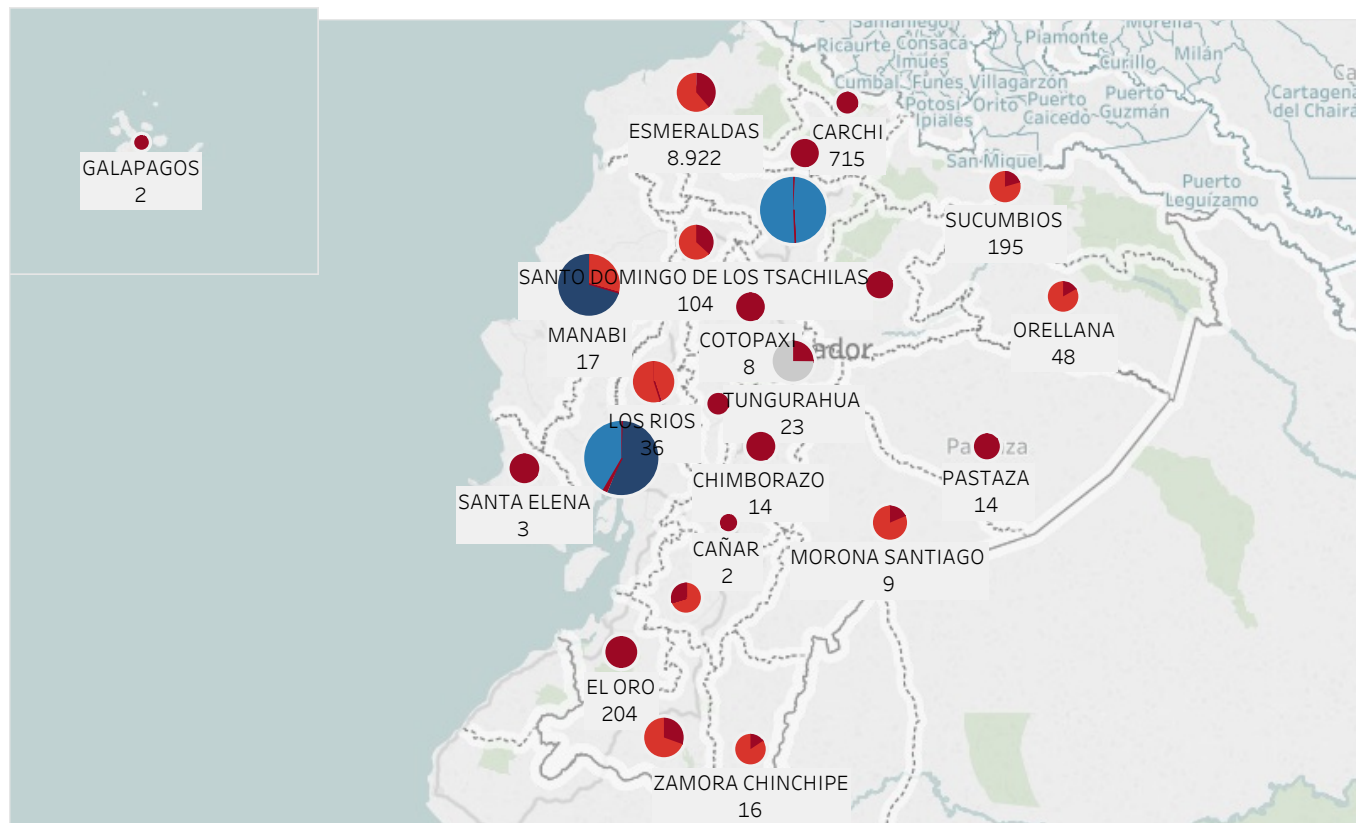 Samaniego
Morella
Ricaurte Consacá
Piamonte
Milán
Imués
Curillo
Cumbal Funes Villagarzón
Cartagena
del Chairá
Potosí Orito Puerto
Puerto
Ipiales
Caicedo
Guzmán
ESMERALDAS
8.922
CARCHI
715
San Miquel
Puerto
Leguízamo
GALAPAGOS
2
SUCUMBIOS
195
SANTO DOMINGO DE LOS TSACHILAS
104
MANABI
17
ORELLANA
48
COTOPAXI
8
ador
TUNGURAHUA
23
LOS RIOS
36
CHIMBORAZO
14
PASTAZA
14
SANTA ELENA
3
CAÑAR
2
MORONA SANTIAGO
9
EL ORO
204
ZAMORA CHINCHIPE
16